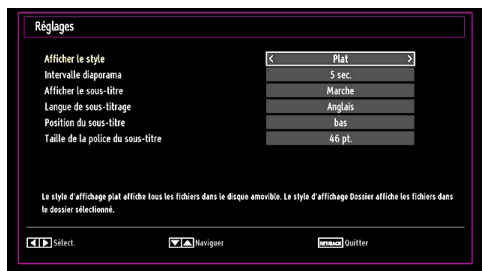 Réglages
Afficher le style < Plat >
Intervalle diaporama 5 sec.
Afficher le sous-titre Marche
Langue de sous-titrage Anglais
Position du sous-titre bas
Taille de la police du sous-titre 46 pt.
Le style d'affichage plat affiche tous les fichiers dans le disque amovible. Le style d'affichage Dossier affiche les fichiers dans
le dossier sélectionné.
Sélect. Naviguer Quitter